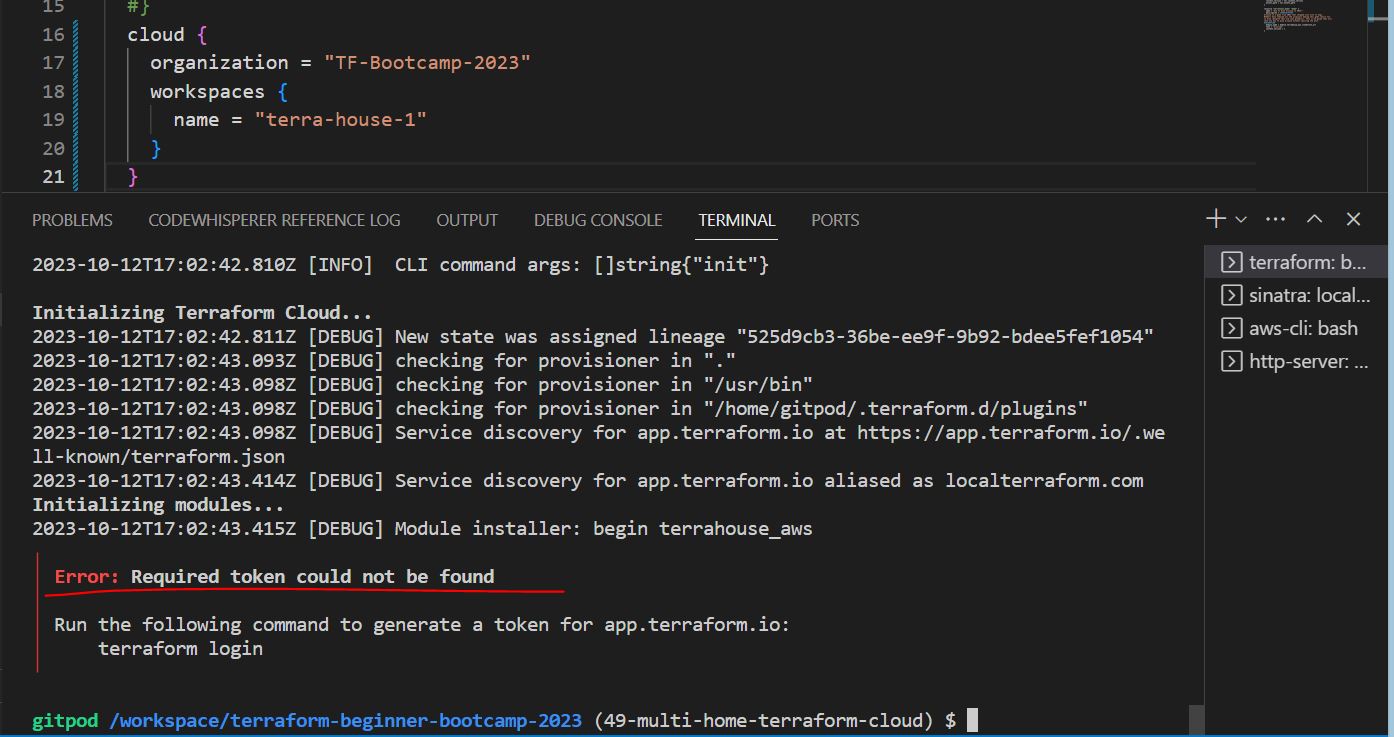 15 #}
16 cloud {
17 organization = "TF-Bootcamp-2023"
18 workspaces {
19 name = "terra-house-1"
20 }
21 }
PROBLEMS CODEWHISPERER REFERENCE LOG OUTPUT DEBUG CONSOLE TERMINAL PORTS
2023-10-12T17:02:42.810Z [INFO]  CLI command args: []string{"init"}
Initializing Terraform Cloud...
2023-10-12T17:02:42.811Z [DEBUG] New state was assigned lineage "525d9cb3-36be-ee9f-9b92-bdee5fef1054"
2023-10-12T17:02:43.093Z [DEBUG] checking for provisioner in "."
2023-10-12T17:02:43.098Z [DEBUG] checking for provisioner in "/usr/bin"
2023-10-12T17:02:43.098Z [DEBUG] checking for provisioner in "/home/gitpod/.terraform.d/plugins"
2023-10-12T17:02:43.098Z [DEBUG] Service discovery for app.terraform.io at https://app.terraform.io/.we
ll-known/terraform.json
2023-10-12T17:02:43.414Z [DEBUG] Service discovery for app.terraform.io aliased as localterraform.com
Initializing modules...
2023-10-12T17:02:43.415Z [DEBUG] Module installer: begin terrahouse_aws
Error: Required token could not be found
Run the following command to generate a token for app.terraform.io:
terraform login
gitpod /workspace/terraform-beginner-bootcamp-2023 (49-multi-home-terraform-cloud) $
terraform: b...
sinatra: local...
aws-cli: bash
http-server: ...